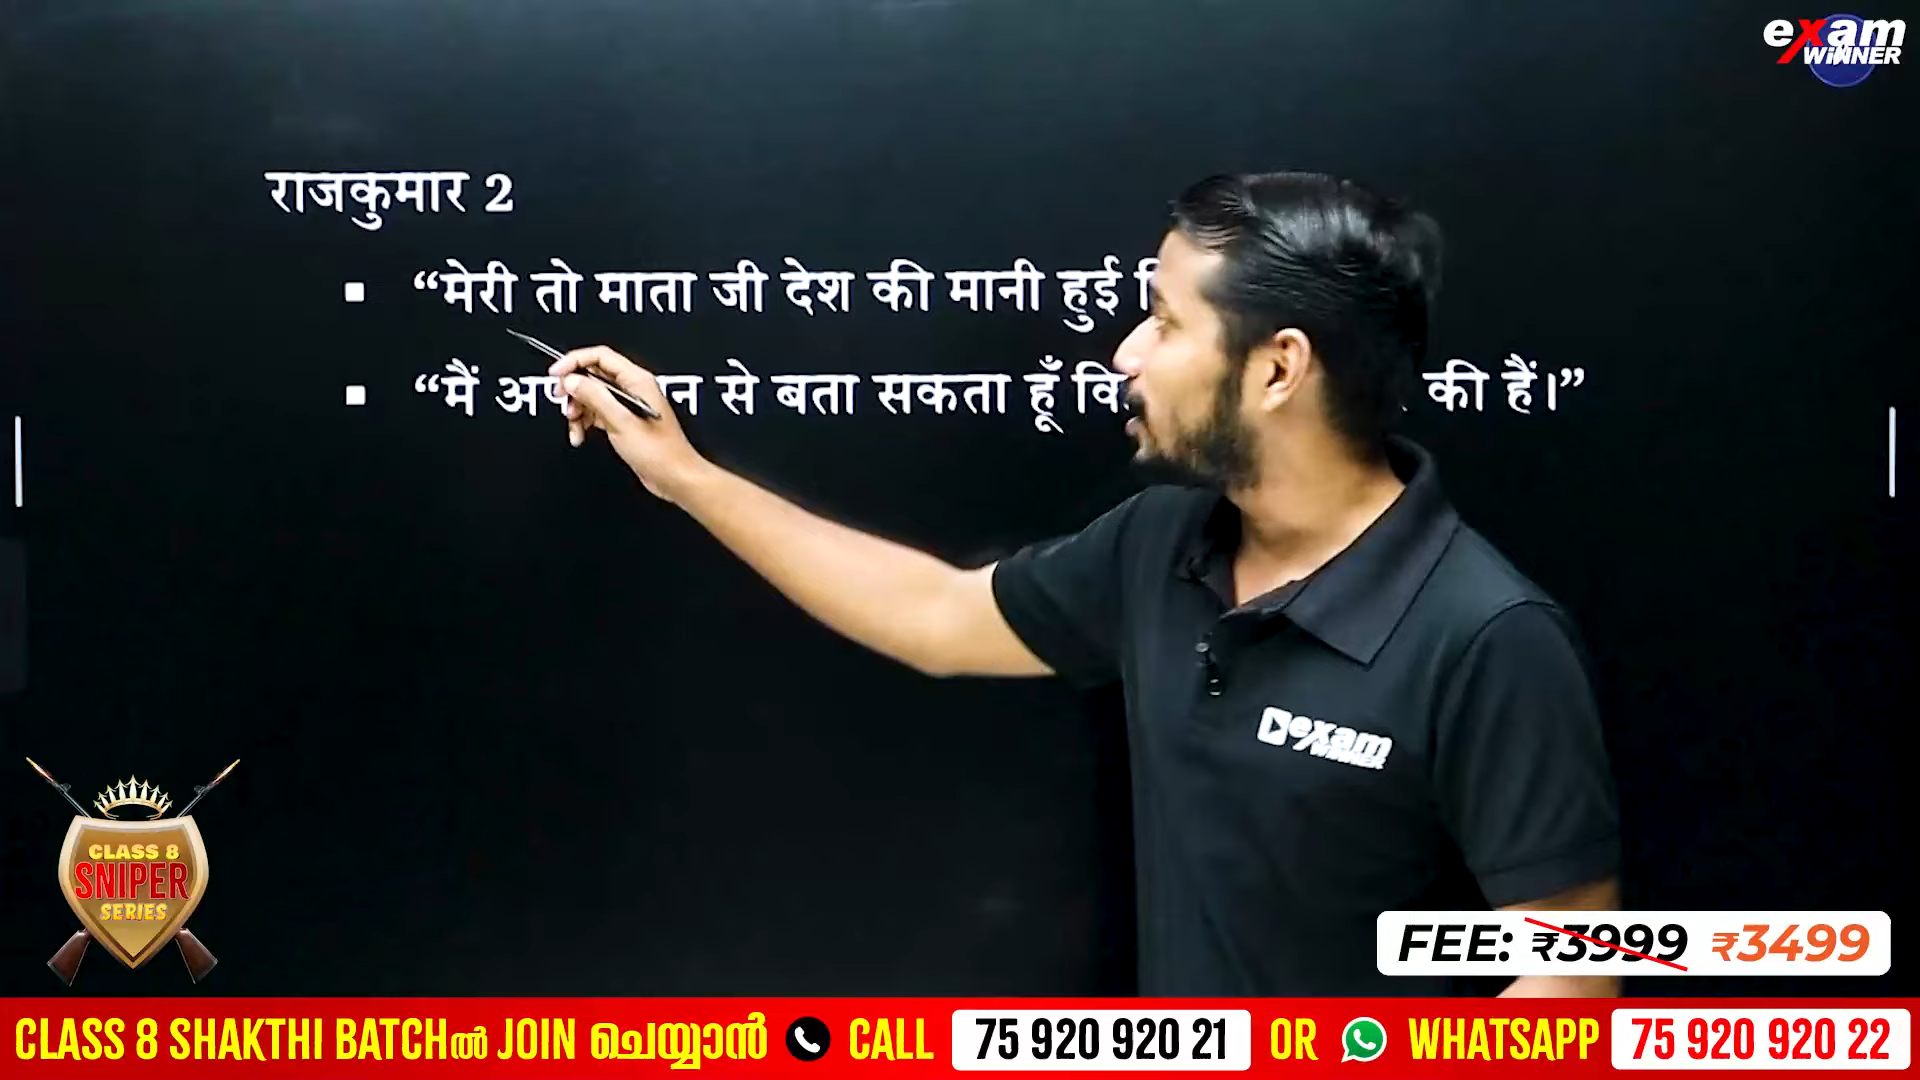 exam
WINNER
राजकुमार 2
▪ “मेरी तो माता जी देश की मानी हुई
▪ “मैं से बता सकता हूँ की हैं।”
exam
WINNER
CLASS 8
SNIPER
SERIES
FEE: ₹3999 ₹3499
CLASS 8 SHAKTHI BATCHൽ JOIN ചെയ്യാൻ CALL 75 920 920 21 OR WHATSAPP 75 920 920 22